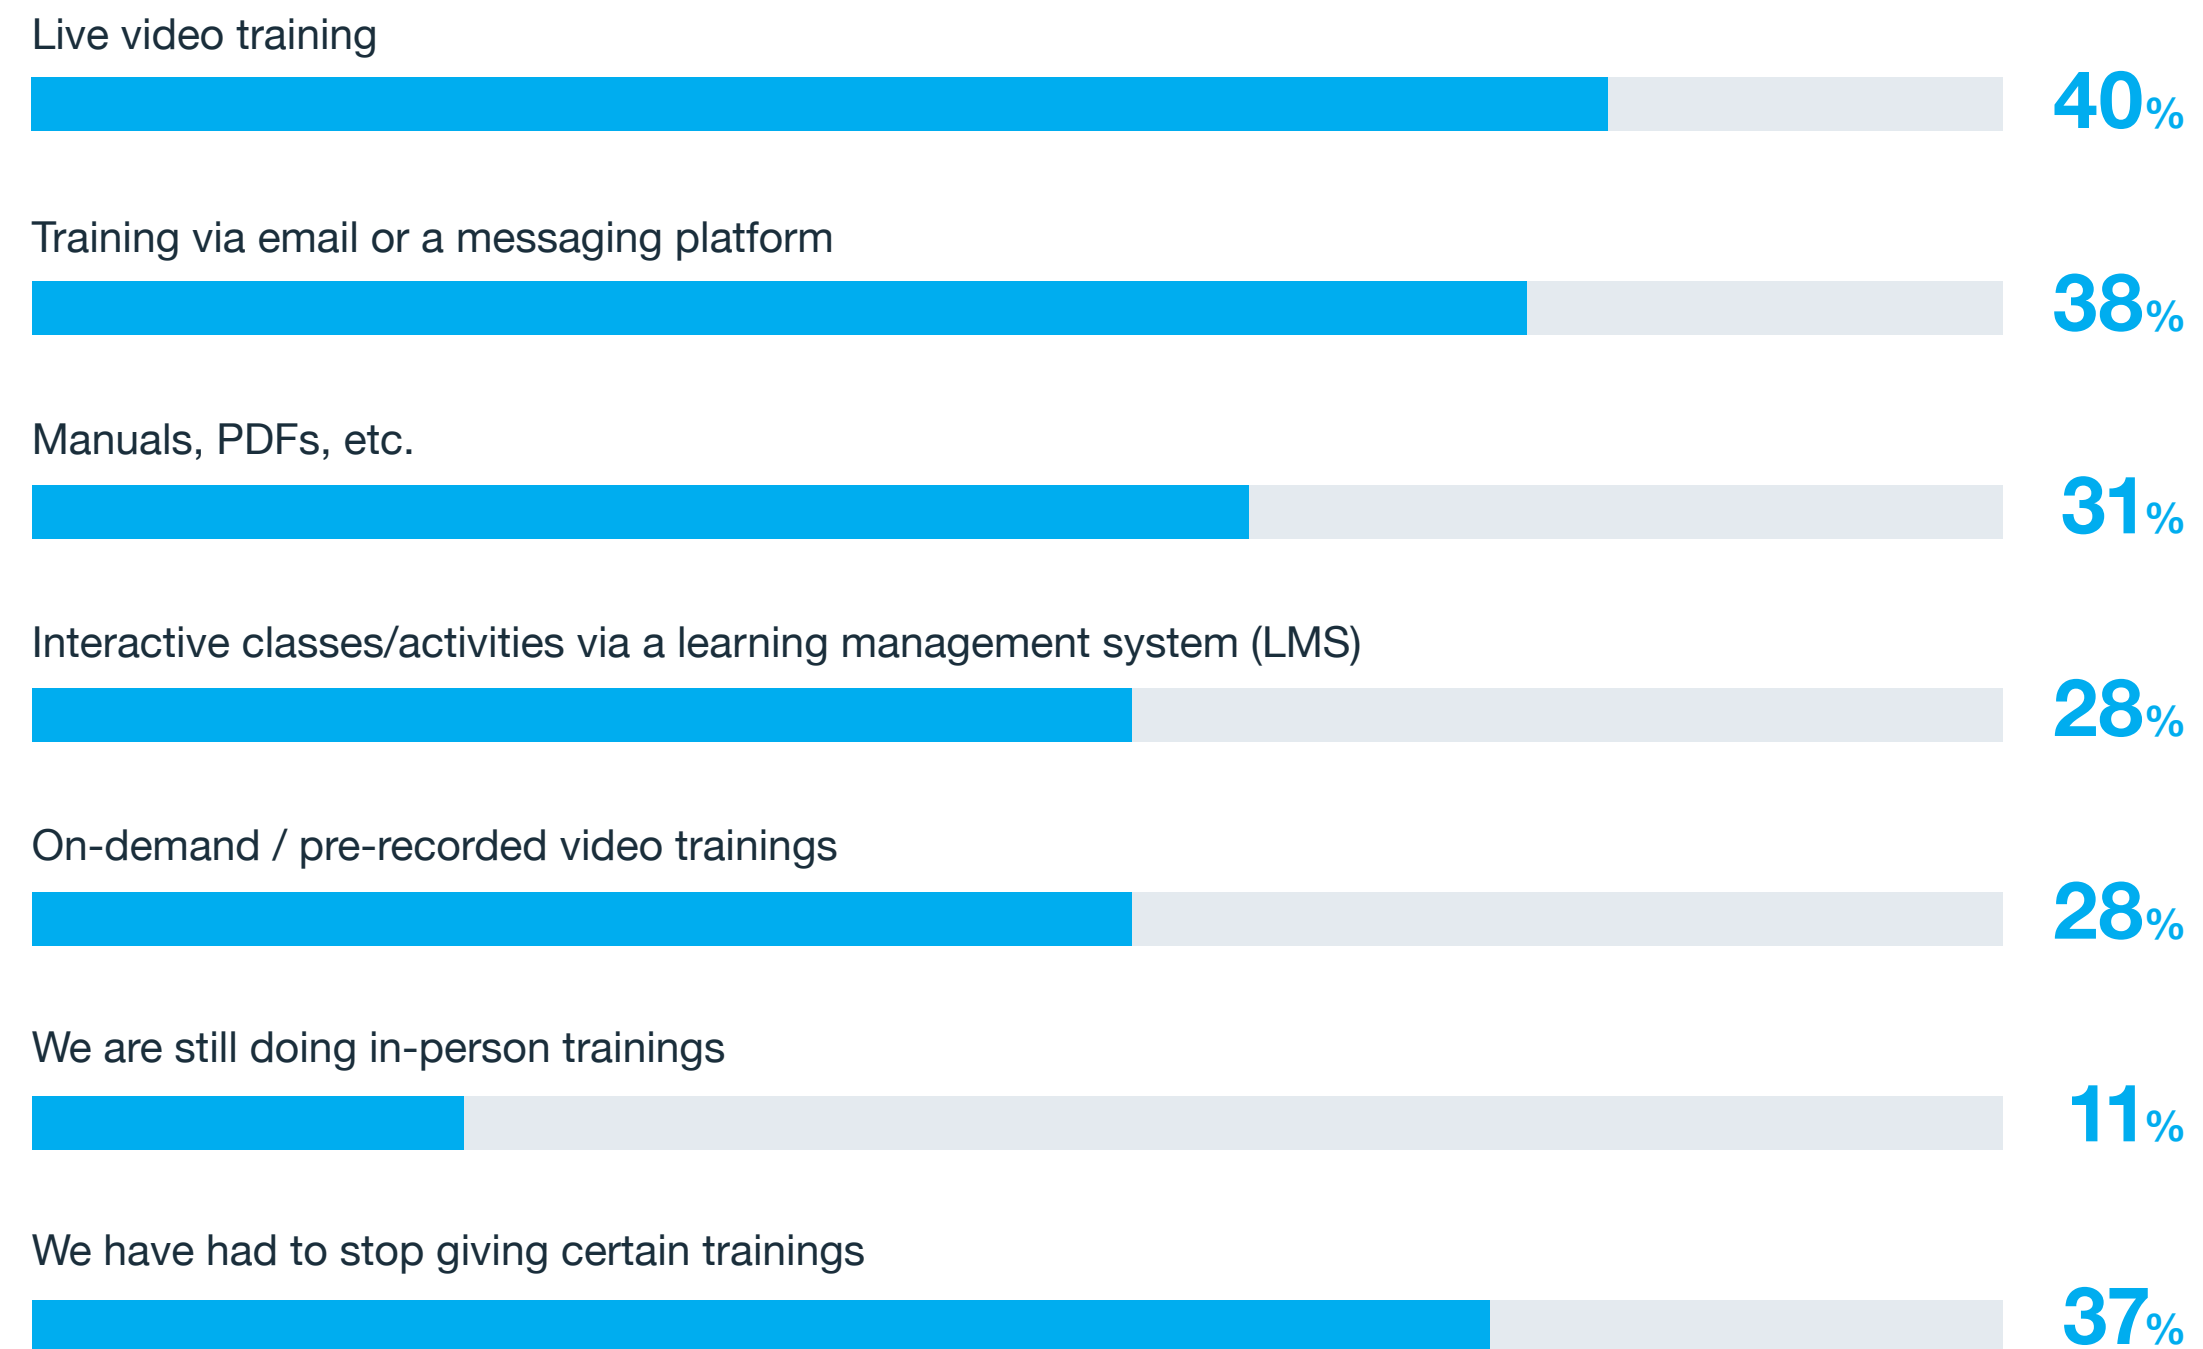 Live video training
40%
Training via email or a messaging platform
38%
Manuals, PDFs, etc.
31%
Interactive classes/activities via a learning management system (LMS)
28%
On-demand / pre-recorded video trainings
28%
We are still doing in-person trainings
11%
We have had to stop giving certain trainings
37%